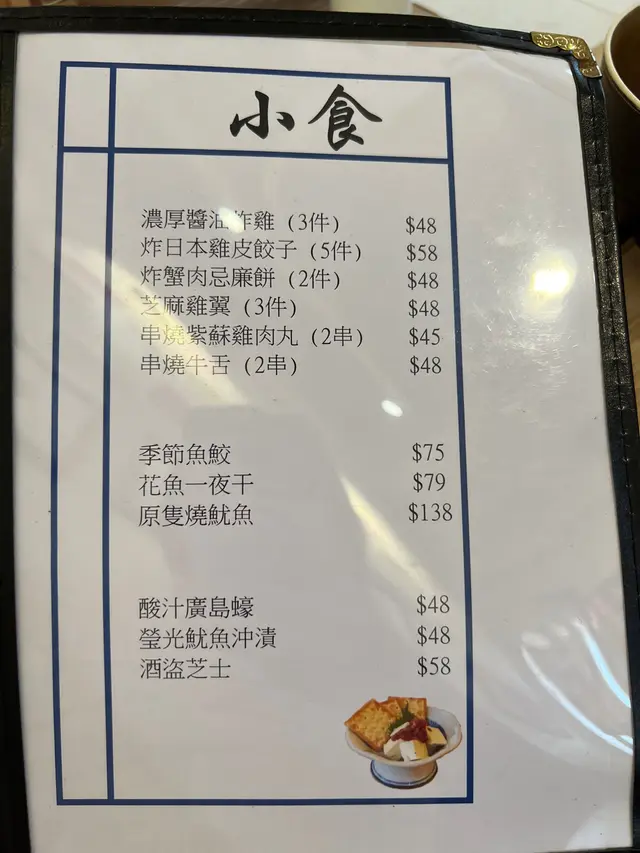 小食
濃厚醬油炸雞 (3件) $48
炸日本雞皮餃子 (5件) $58
炸蟹肉忌廉餅 (2件) $48
芝麻雞翼 (3件) $48
串燒紫蘇雞肉丸 (2串) $45
串燒牛舌 (2串) $48
季節魚鮫 $75
花魚一夜干 $79
原隻燒魷魚 $138
酸汁廣島蠔 $48
瑩光魷魚沖漬 $48
酒盜芝士 $58